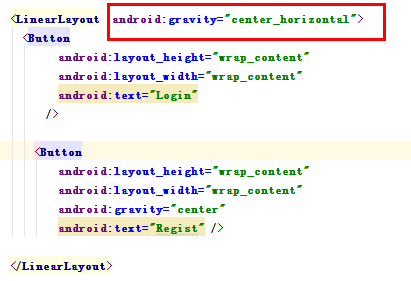 <LinearLayout android:gravity="center_horizontal">
<Button
android:layout_height="wrap_content"
android:layout_width="wrap_content"
android:text="Login"
/>
<Button
android:layout_height="wrap_content"
android:layout_width="wrap_content"
android:gravity="center"
android:text="Regist" />
</LinearLayout>